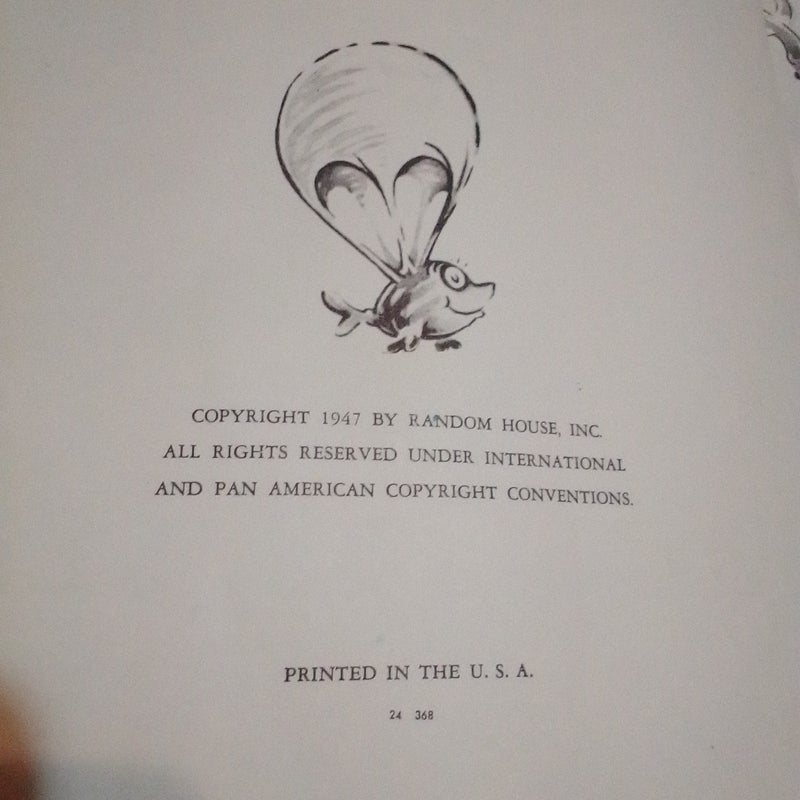 COPYRIGHT 1947 BY RANDOM HOUSE, INC.
ALL RIGHTS RESERVED UNDER INTERNATIONAL
AND PAN AMERICAN COPYRIGHT CONVENTIONS.
PRINTED IN THE U. S. A.
24 368